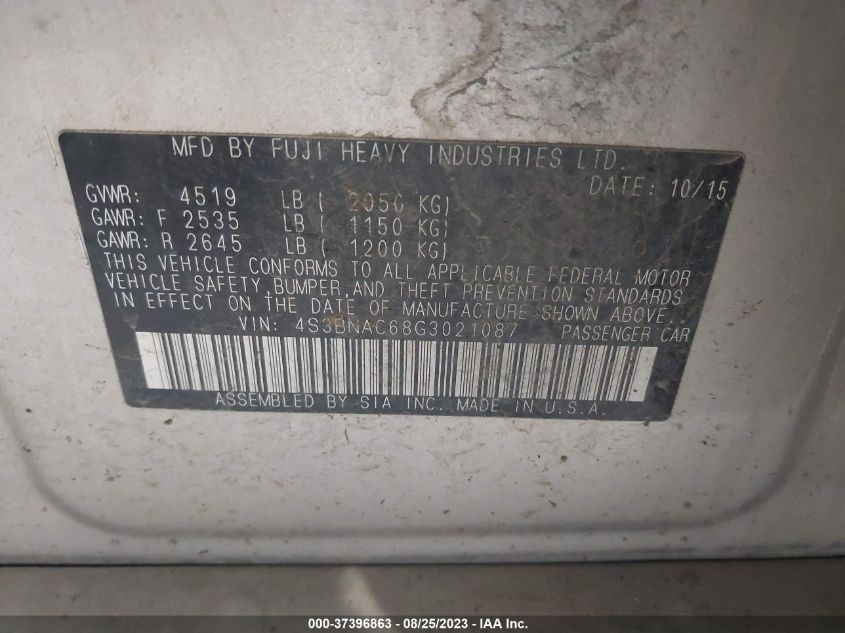 MFD BY FUJI HEAVY INDUSTRIES LTD.
DATE: 10/15
GVWR: 4519 LB ( 2050 KG)
GAWR: F 2535 LB ( 1150 KG)
GAWR: R 2645 LB ( 1200 KG)
THIS VEHICLE CONFORMS TO ALL APPLICABLE FEDERAL MOTOR
VEHICLE SAFETY, BUMPER, AND THEFT PREVENTION STANDARDS
IN EFFECT ON THE DATE OF MANUFACTURE SHOWN ABOVE.
VIN: 4S3BNAC68G3021087 PASSENGER CAR
ASSEMBLED BY SIA INC. MADE IN U.S.A.
000-37396863 - 08/25/2023 - IAA Inc.